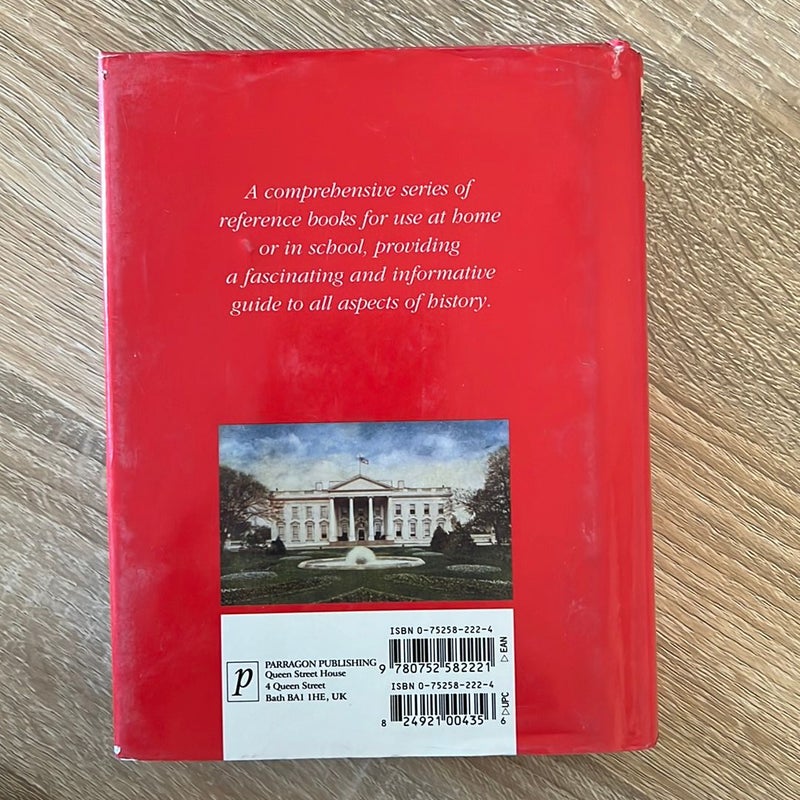 A comprehensive series of
reference books for use at home
or in school, providing
a fascinating and informative
guide to all aspects of history.
p
PARRAGON PUBLISHING
Queen Street House
4 Queen Street
Bath BA1 1HE, UK
ISBN 0-75258-222-4
9 780752 582221
EAN
ISBN 0-75258-222-4
8 24921 00435 6
UPC